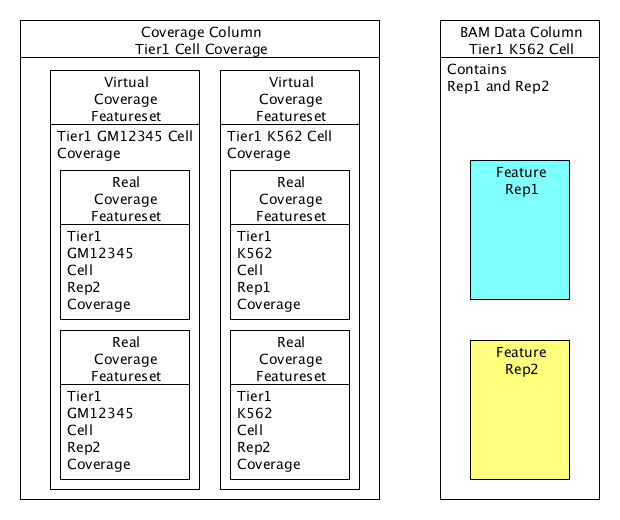 Coverage Column
Tier1 Cell Coverage
Virtual
Coverage
Featureset
Tier1 GM12345 Cell
Coverage
Real
Coverage
Featureset
Tier1
GM12345
Cell
Rep2
Coverage
Real
Coverage
Featureset
Tier1
GM12345
Cell
Rep2
Coverage
Virtual
Coverage
Featureset
Tier1 K562 Cell
Coverage
Real
Coverage
Featureset
Tier1
K562
Cell
Rep1
Coverage
Real
Coverage
Featureset
Tier1
K562
Cell
Rep2
Coverage
BAM Data Column
Tier1 K562 Cell
Contains
Rep1 and Rep2
Feature
Rep1
Feature
Rep2